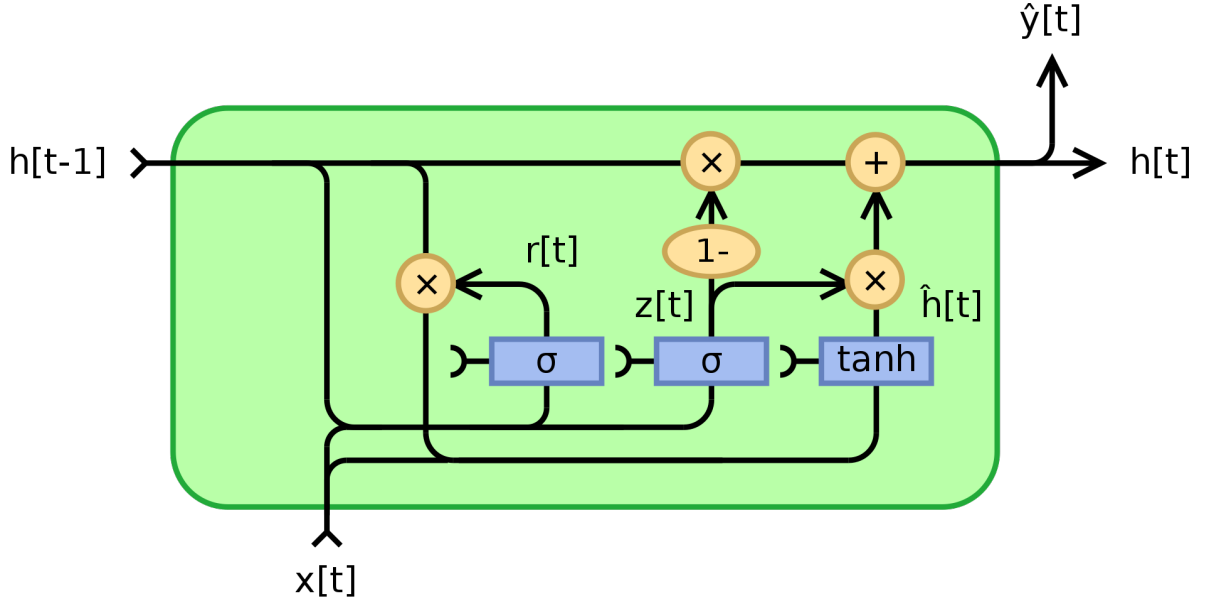 ŷ[t]
h[t-1]
×
+
h[t]
r[t]
1-
×
z[t]
×
ĥ[t]
σ
σ
tanh
x[t]